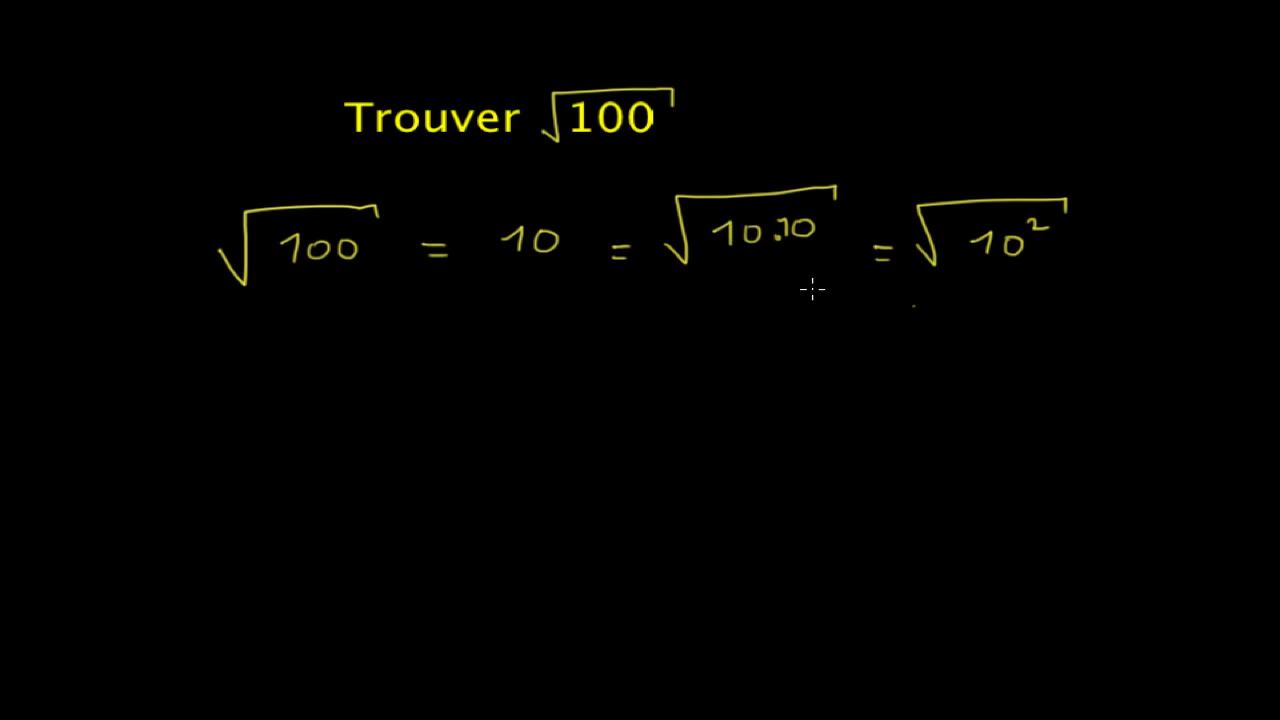 Trouver √100
√100 = 10 = √10.10 = √10²